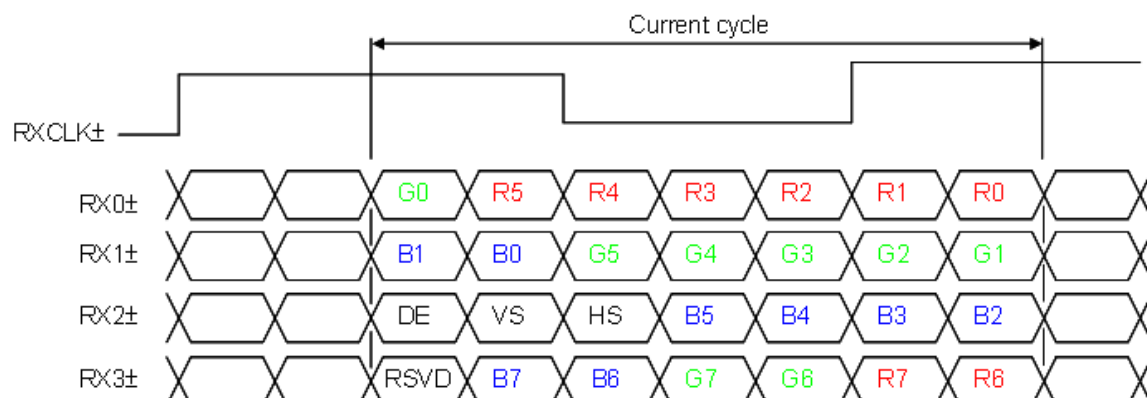 Current cycle
RXCLK±
RX0± G0 R5 R4 R3 R2 R1 R0
RX1± B1 B0 G5 G4 G3 G2 G1
RX2± DE VS HS B5 B4 B3 B2
RX3± RSVD B7 B6 G7 G6 R7 R6